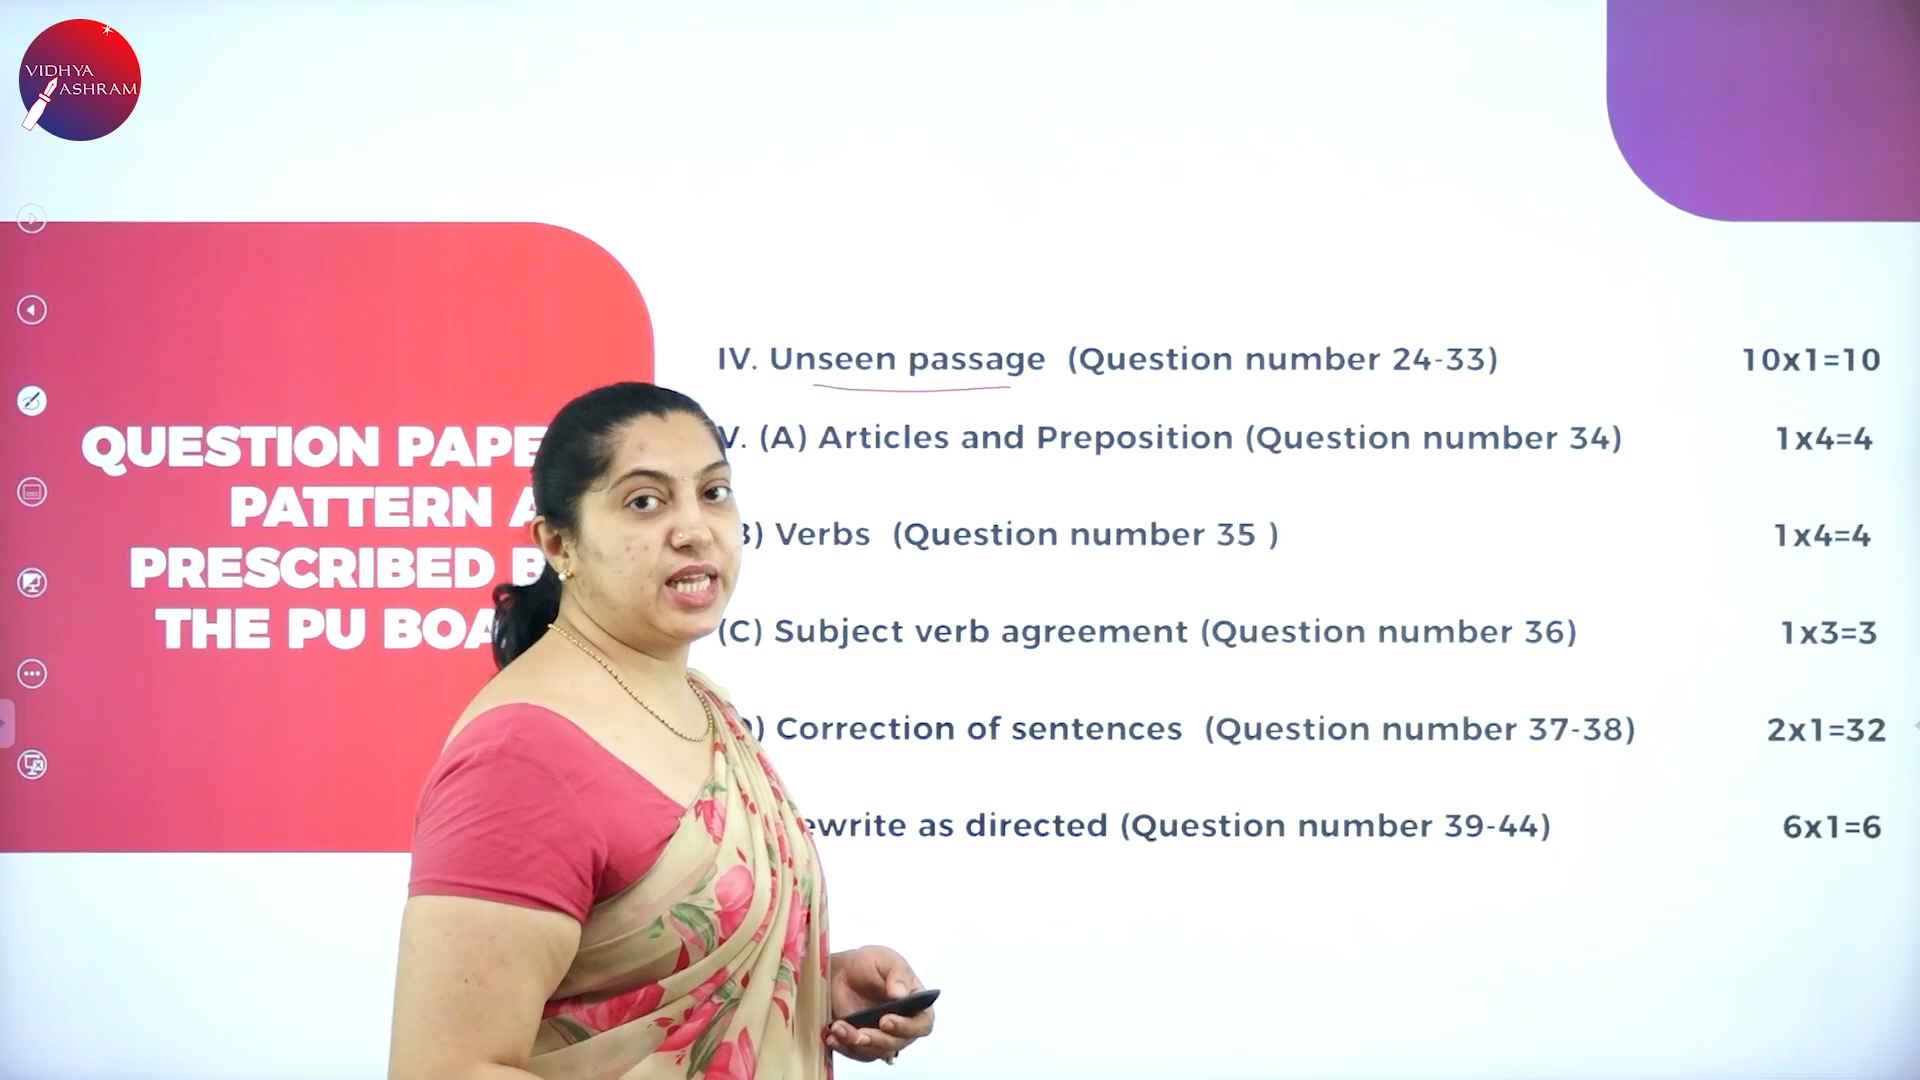 VIDHYA
ASHRAM
QUESTION PAPE
PATTERN A
PRESCRIBED B
THE PU BOA
IV. Unseen passage (Question number 24-33) 10x1=10
V. (A) Articles and Preposition (Question number 34) 1x4=4
B) Verbs (Question number 35 ) 1x4=4
(C) Subject verb agreement (Question number 36) 1x3=3
) Correction of sentences (Question number 37-38) 2x1=32
ewrite as directed (Question number 39-44) 6x1=6